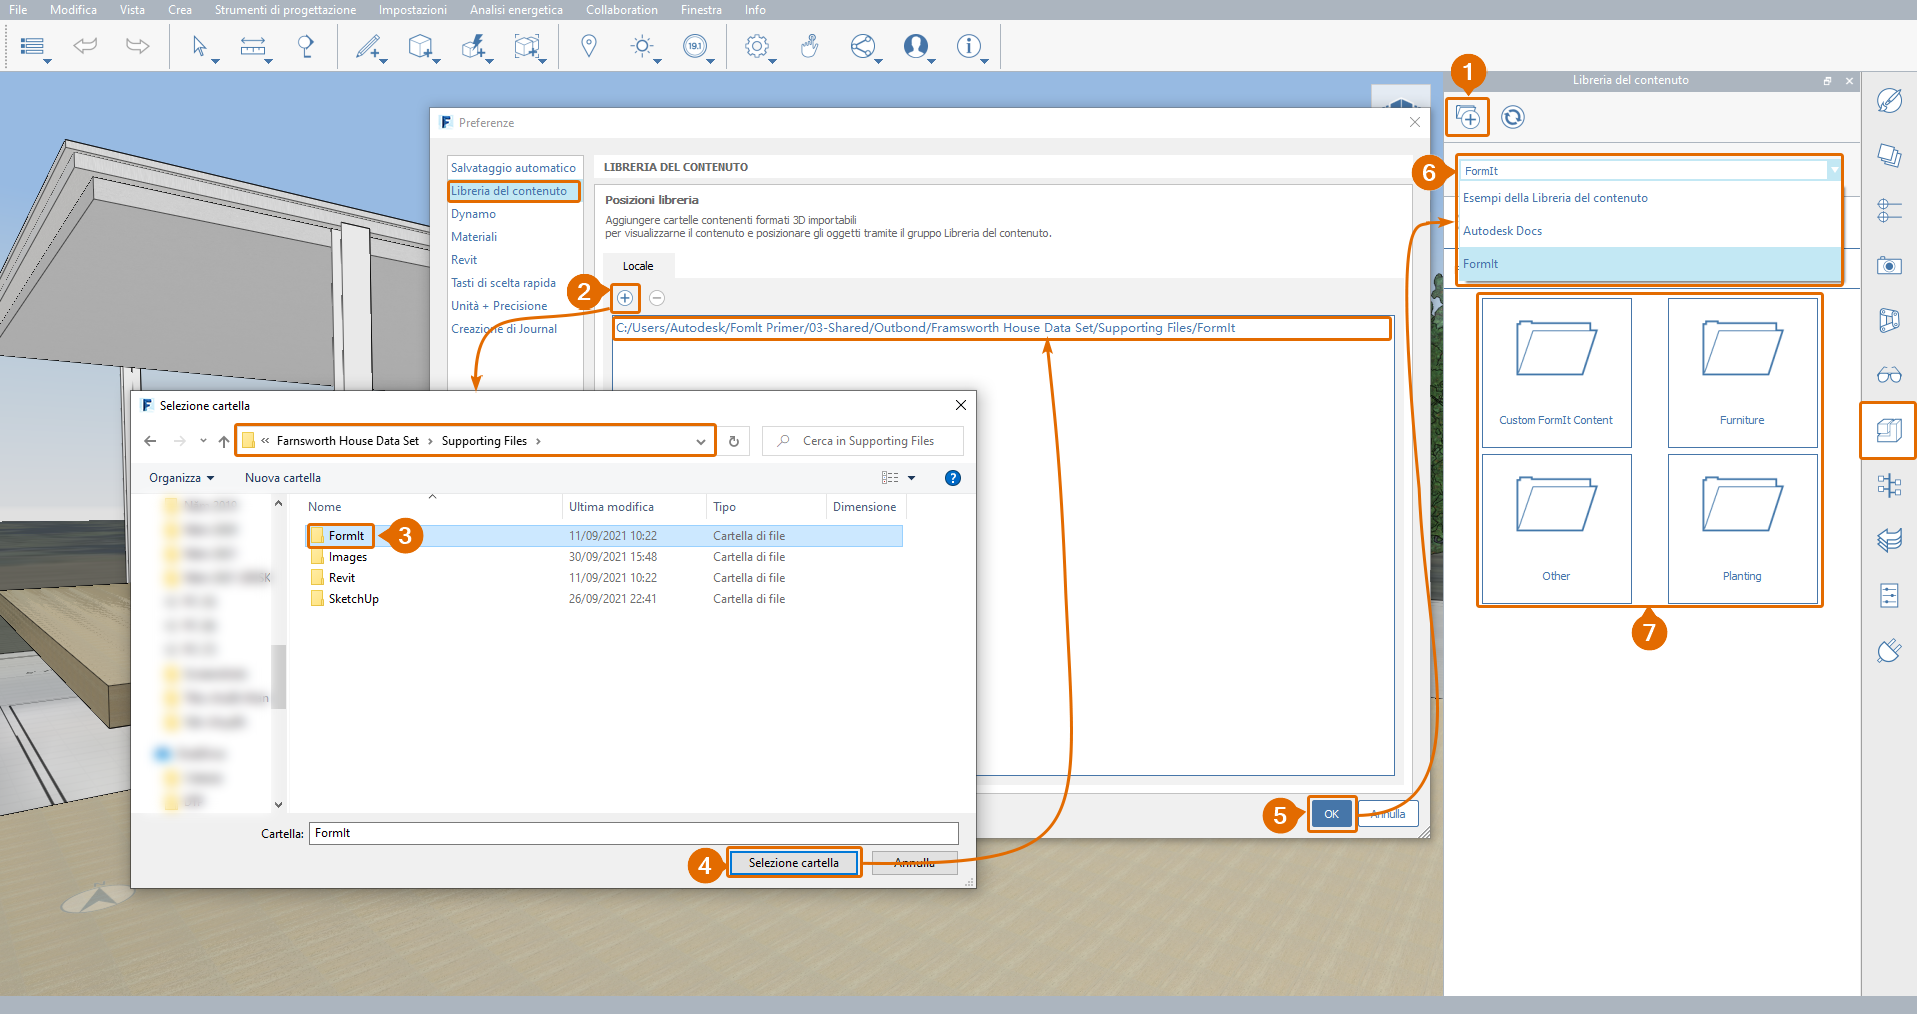 File Modifica Vista Crea Strumenti di progettazione Impostazioni Analisi energetica Collaboration Finestra Info
19.1
1
Libreria del contenuto
F Preferenze
Salvataggio automatico
Libreria del contenuto
Dynamo
Materiali
Revit
Tasti di scelta rapida
Unità + Precisione
Creazione di Journal
LIBRERIA DEL CONTENUTO
Posizioni libreria
Aggiungere cartelle contenenti formati 3D importabili
per visualizzarne il contenuto e posizionare gli oggetti tramite il gruppo Libreria del contenuto.
Locale
2
C:/Users/Autodesk/FomIt Primer/03-Shared/Outbond/Framsworth House Data Set/Supporting Files/FormIt
6
FormIt
Esempi della Libreria del contenuto
Autodesk Docs
FormIt
Custom FormIt Content
Furniture
Other
Planting
7
F Selezione cartella
« Farnsworth House Data Set > Supporting Files >
Cerca in Supporting Files
Organizza Nuova cartella
?
Nome Ultima modifica Tipo Dimensione
FormIt 11/09/2021 10:22 Cartella di file
3
Images 30/09/2021 15:48 Cartella di file
Revit 11/09/2021 10:22 Cartella di file
SketchUp 26/09/2021 22:41 Cartella di file
Cartella: FormIt
4
Selezione cartella
Annulla
5
OK
Annulla